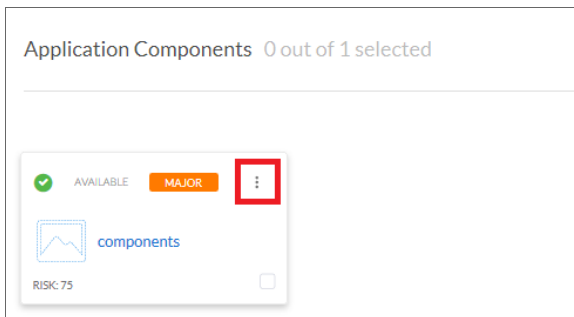 Application Components 0 out of 1 selected
AVAILABLE MAJOR
components
RISK: 75